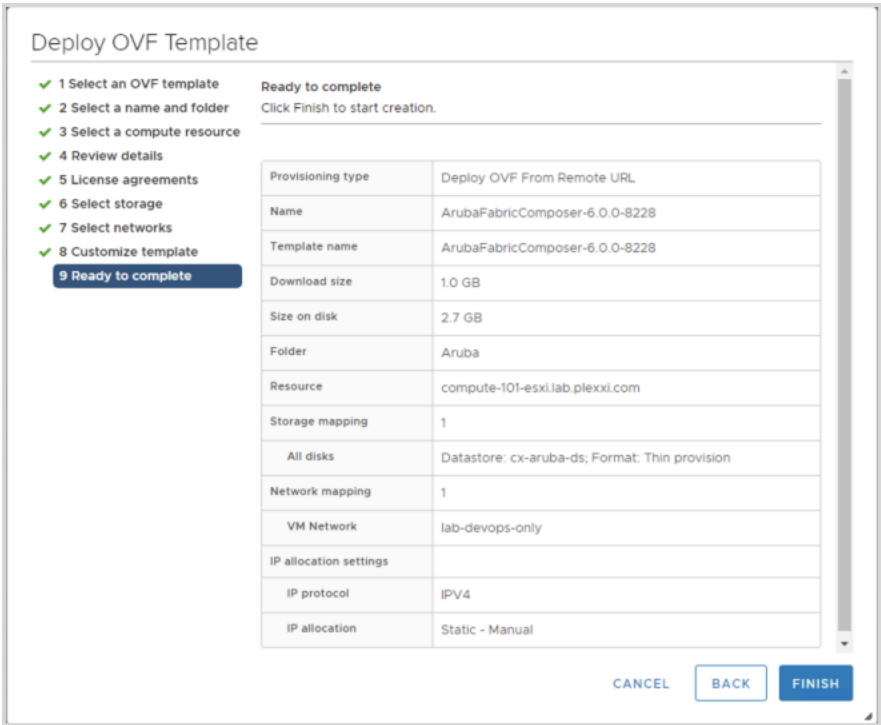 Deploy OVF Template
1 Select an OVF template
2 Select a name and folder
3 Select a compute resource
4 Review details
5 License agreements
6 Select storage
7 Select networks
8 Customize template
9 Ready to complete
Ready to complete
Click Finish to start creation.
Provisioning type Deploy OVF From Remote URL
Name ArubaFabricComposer-6.0.0-8228
Template name ArubaFabricComposer-6.0.0-8228
Download size 1.0 GB
Size on disk 2.7 GB
Folder Aruba
Resource compute-101-esxi.lab.plexxi.com
Storage mapping 1
All disks Datastore: cx-aruba-ds; Format: Thin provision
Network mapping 1
VM Network lab-devops-only
IP allocation settings
IP protocol IPV4
IP allocation Static - Manual
CANCEL BACK FINISH